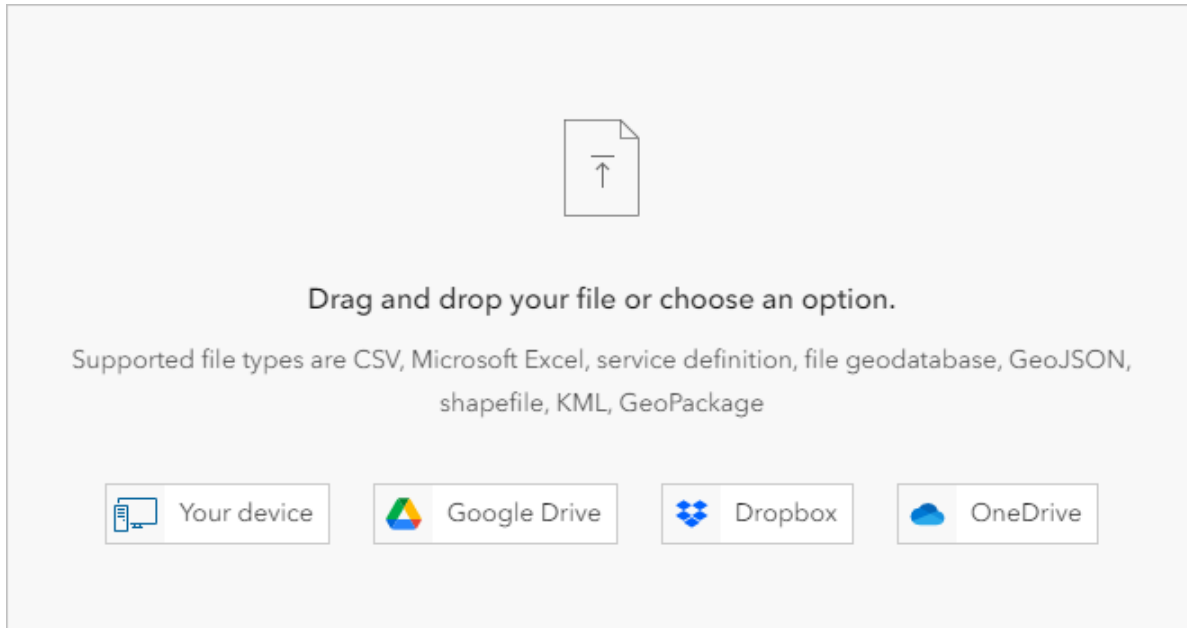 Drag and drop your file or choose an option.
Supported file types are CSV, Microsoft Excel, service definition, file geodatabase, GeoJSON,
shapefile, KML, GeoPackage
Your device
Google Drive
Dropbox
OneDrive